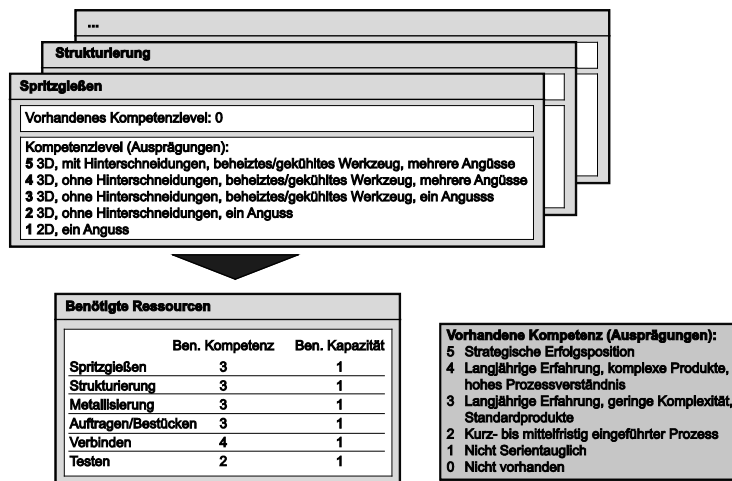 ...
Strukturierung
Spritzgießen
Vorhandenes Kompetenzlevel: 0
Kompetenzlevel (Ausprägungen):
5 3D, mit Hinterschneidungen, beheiztes/gekühltes Werkzeug, mehrere Angüsse
4 3D, ohne Hinterschneidungen, beheiztes/gekühltes Werkzeug, mehrere Angüsse
3 3D, ohne Hinterschneidungen, beheiztes/gekühltes Werkzeug, ein Angusss
2 3D, ohne Hinterschneidungen, ein Anguss
1 2D, ein Anguss
Benötigte Ressourcen
Ben. Kompetenz Ben. Kapazität
Spritzgießen 3 1
Strukturierung 3 1
Metallisierung 3 1
Auftragen/Bestücken 3 1
Verbinden 4 1
Testen 2 1
Vorhandene Kompetenz (Ausprägungen):
5 Strategische Erfolgsposition
4 Langjährige Erfahrung, komplexe Produkte,
hohes Prozessverständnis
3 Langjährige Erfahrung, geringe Komplexität,
Standardprodukte
2 Kurz- bis mittelfristig eingeführter Prozess
1 Nicht Serientauglich
0 Nicht vorhanden